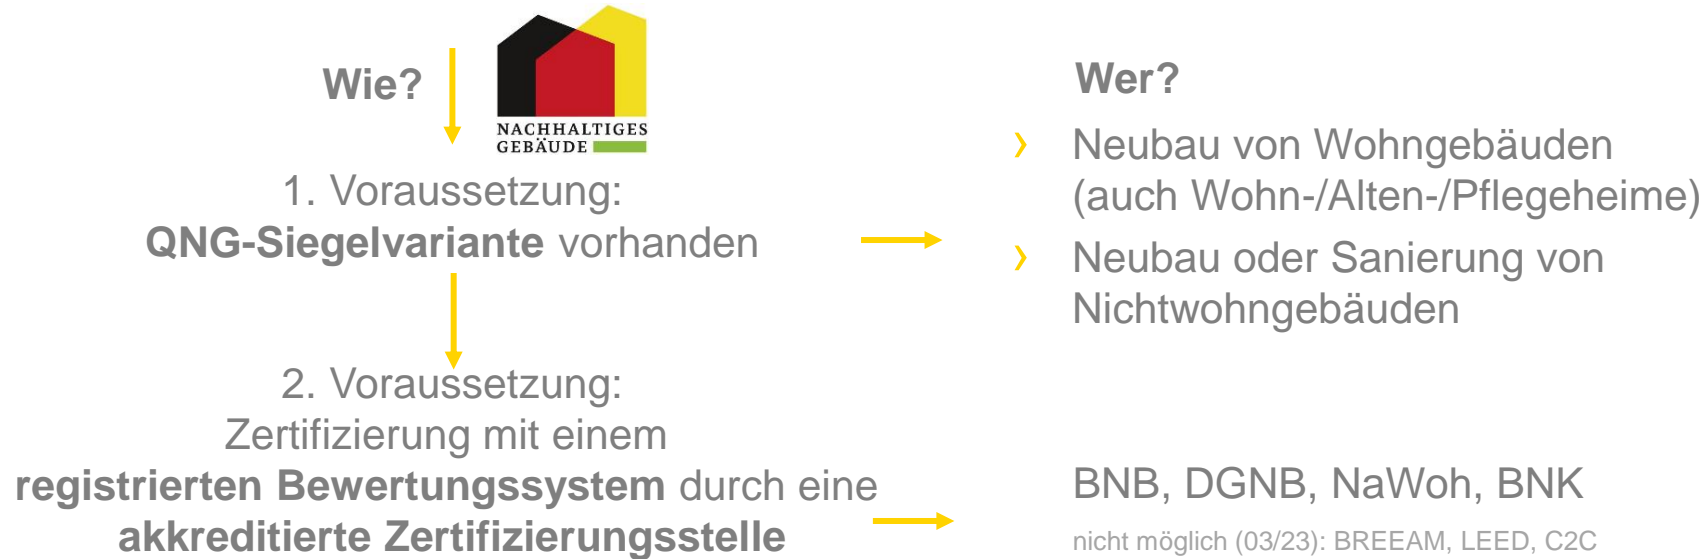 Wie?
NACHHALTIGES
GEBÄUDE
1. Voraussetzung:
QNG-Siegelvariante vorhanden
2. Voraussetzung:
Zertifizierung mit einem
registrierten Bewertungssystem durch eine
akkreditierte Zertifizierungsstelle
Wer?
› Neubau von Wohngebäuden
(auch Wohn-/Alten-/Pflegeheime)
› Neubau oder Sanierung von
Nichtwohngebäuden
BNB, DGNB, NaWoh, BNK
nicht möglich (03/23): BREEAM, LEED, C2C